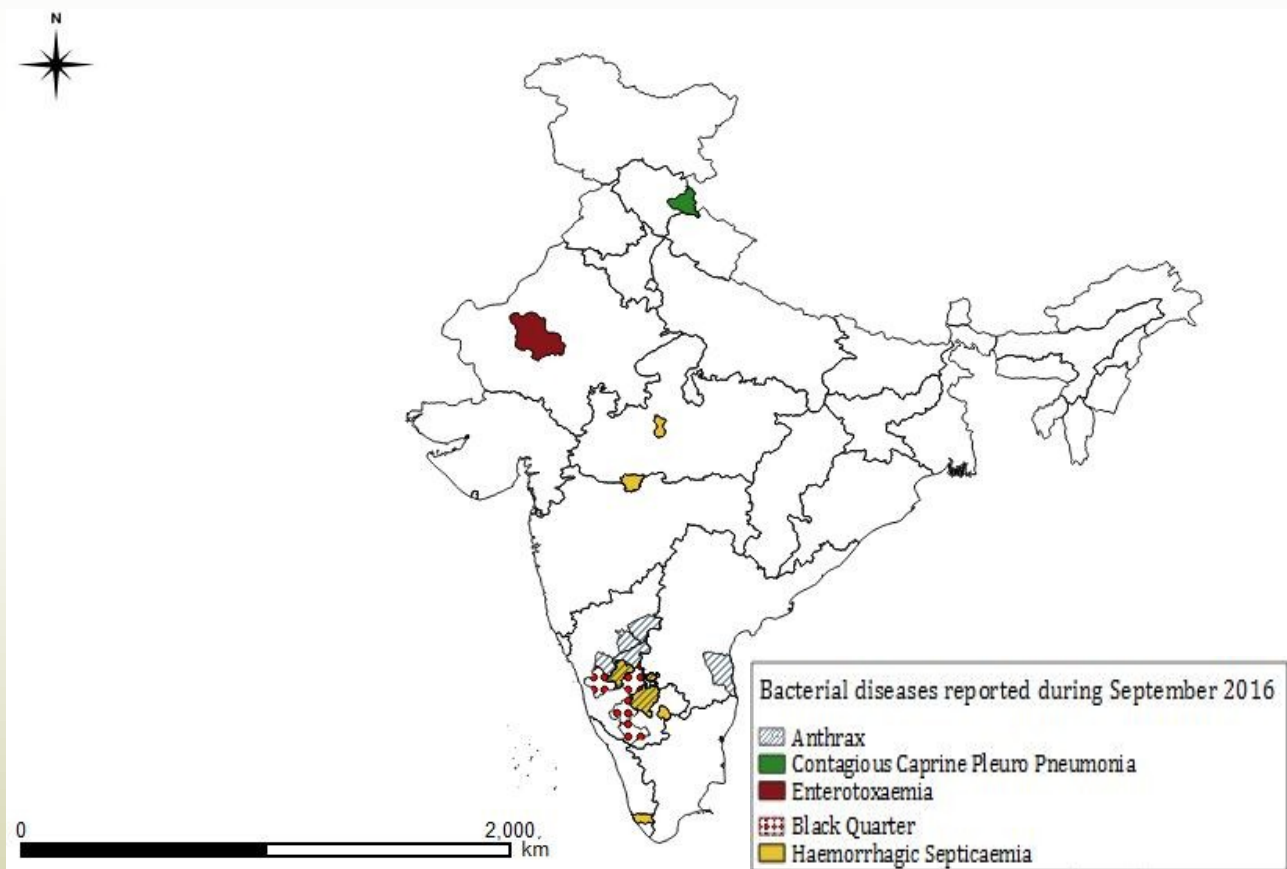 N
Bacterial diseases reported during September 2016
Anthrax
Contagious Caprine Pleuro Pneumonia
Enterotoxaemia
Black Quarter
Haemorrhagic Septicaemia
0 2,000
km